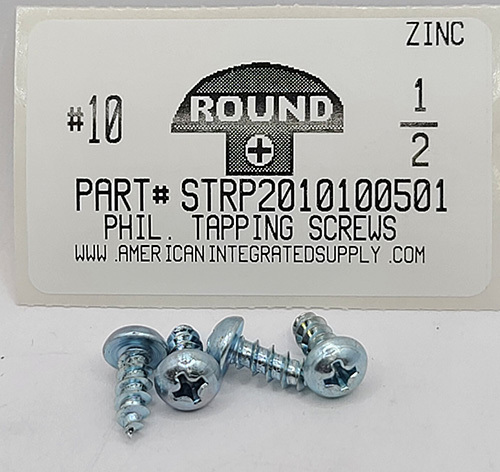 ZINC
#10
ROUND
1
2
PART# STRP2010100501
PHIL. TAPPING SCREWS
WWW.AMERICANINTEGRATEDSUPPLY.COM